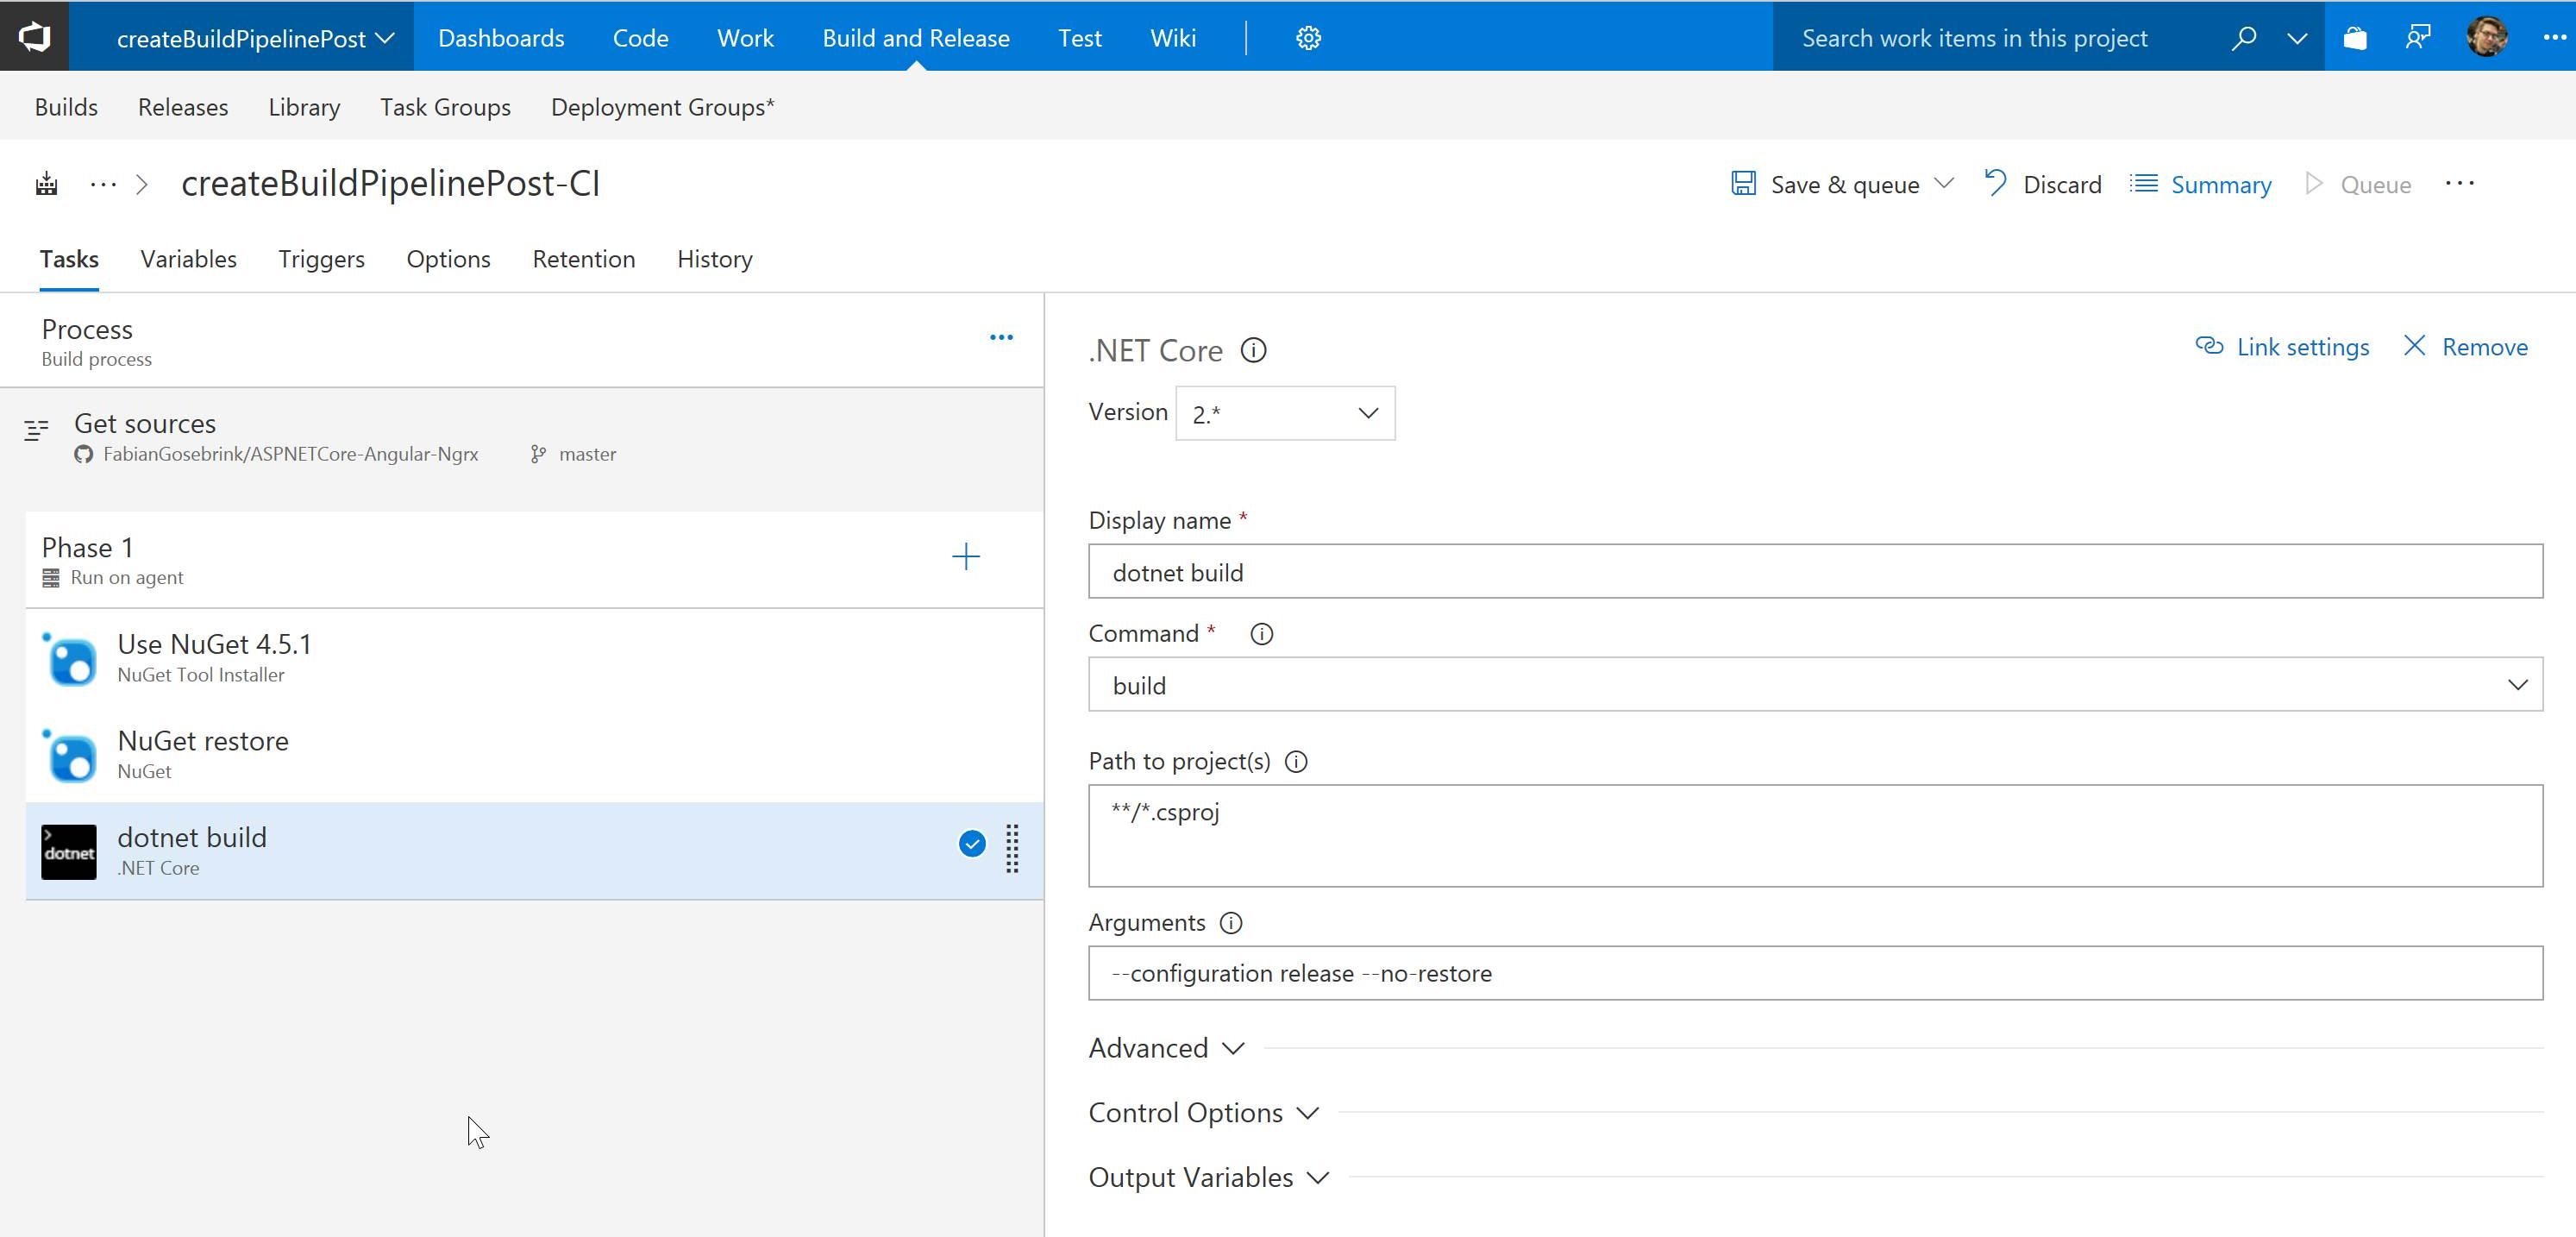 createBuildPipelinePost Dashboards Code Work Build and Release Test Wiki Search work items in this project
Builds Releases Library Task Groups Deployment Groups*
createBuildPipelinePost-CI Save & queue Discard Summary Queue
Tasks Variables Triggers Options Retention History
Process
Build process
Get sources
FabianGosebrink/ASPNETCore-Angular-Ngrx master
Phase 1
Run on agent
Use NuGet 4.5.1
NuGet Tool Installer
NuGet restore
NuGet
dotnet
dotnet build
.NET Core
.NET Core Link settings Remove
Version 2.*
Display name *
dotnet build
Command *
build
Path to project(s)
**/*.csproj
Arguments
--configuration release --no-restore
Advanced
Control Options
Output Variables